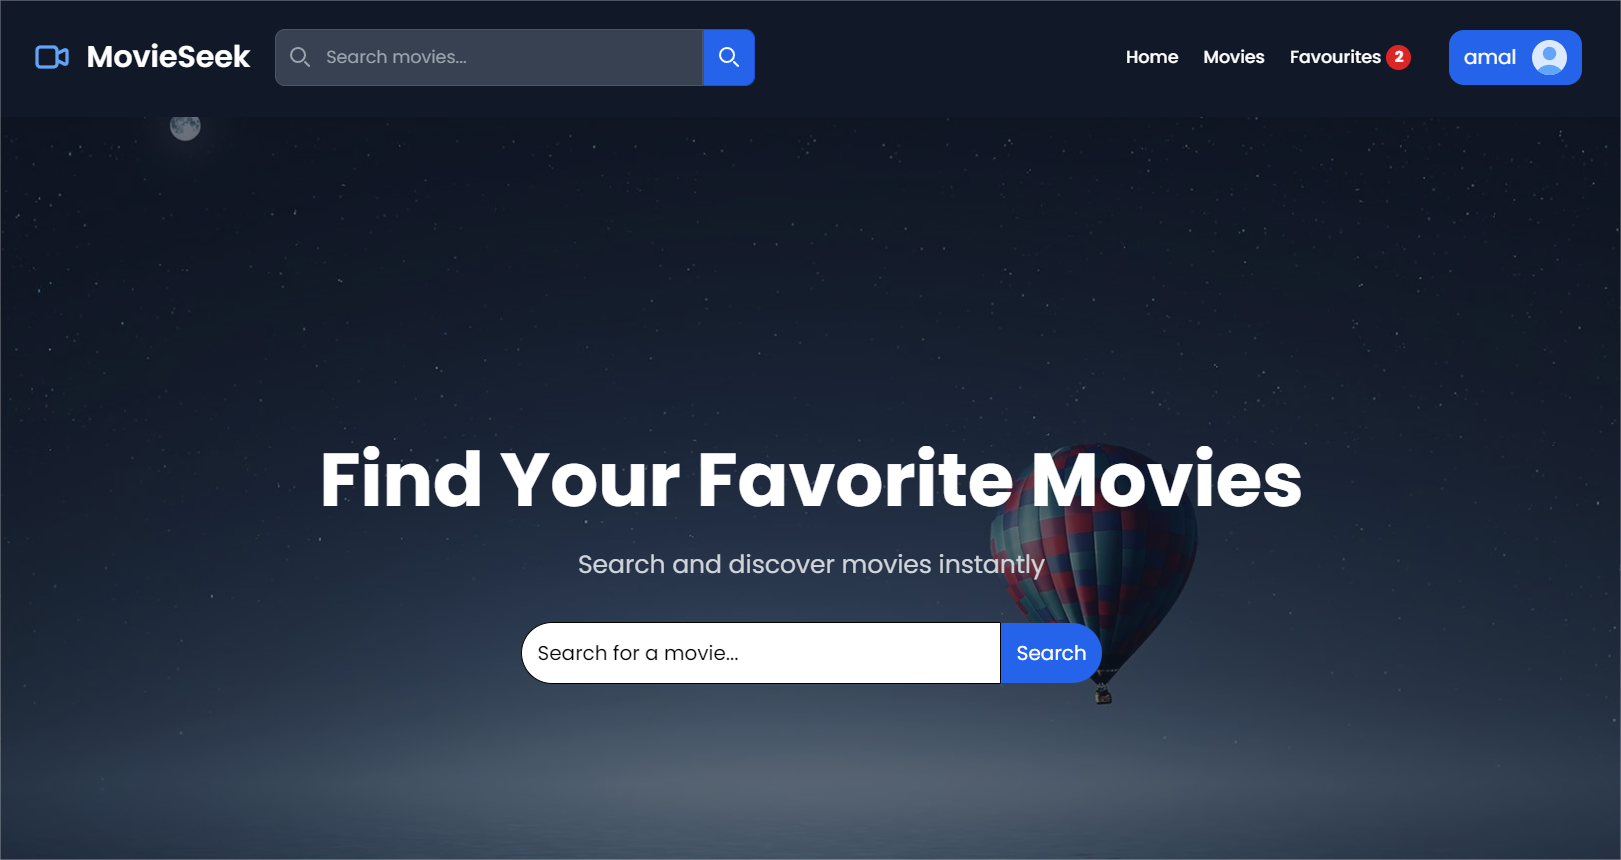 MovieSeek
Search movies...
Home
Movies
Favourites 2
amal
Find Your Favorite Movies
Search and discover movies instantly
Search for a movie...
Search